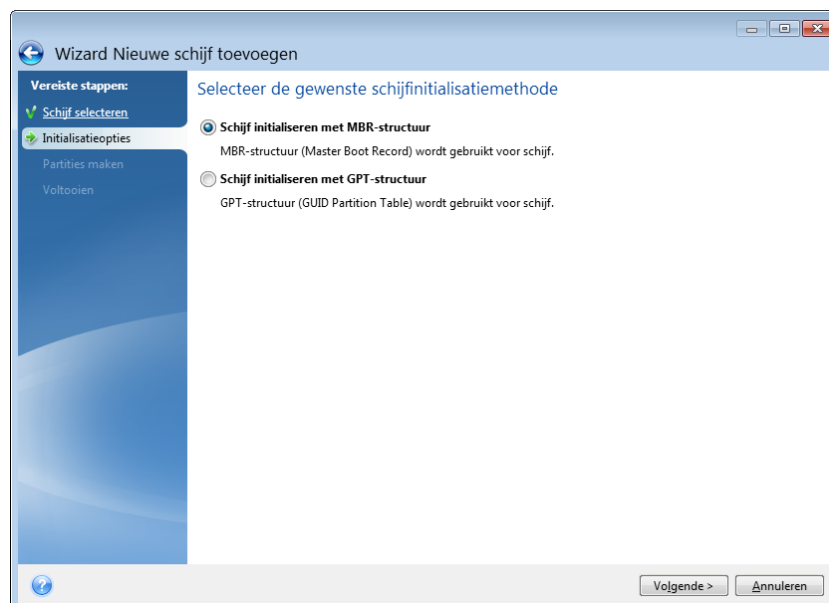 Wizard Nieuwe schijf toevoegen
Vereiste stappen:
Schijf selecteren
Initialisatieopties
Partities maken
Voltooien
Selecteer de gewenste schijfinitialisatiemethode
Schijf initialiseren met MBR-structuur
MBR-structuur (Master Boot Record) wordt gebruikt voor schijf.
Schijf initialiseren met GPT-structuur
GPT-structuur (GUID Partition Table) wordt gebruikt voor schijf.
Volgende >
Annuleren